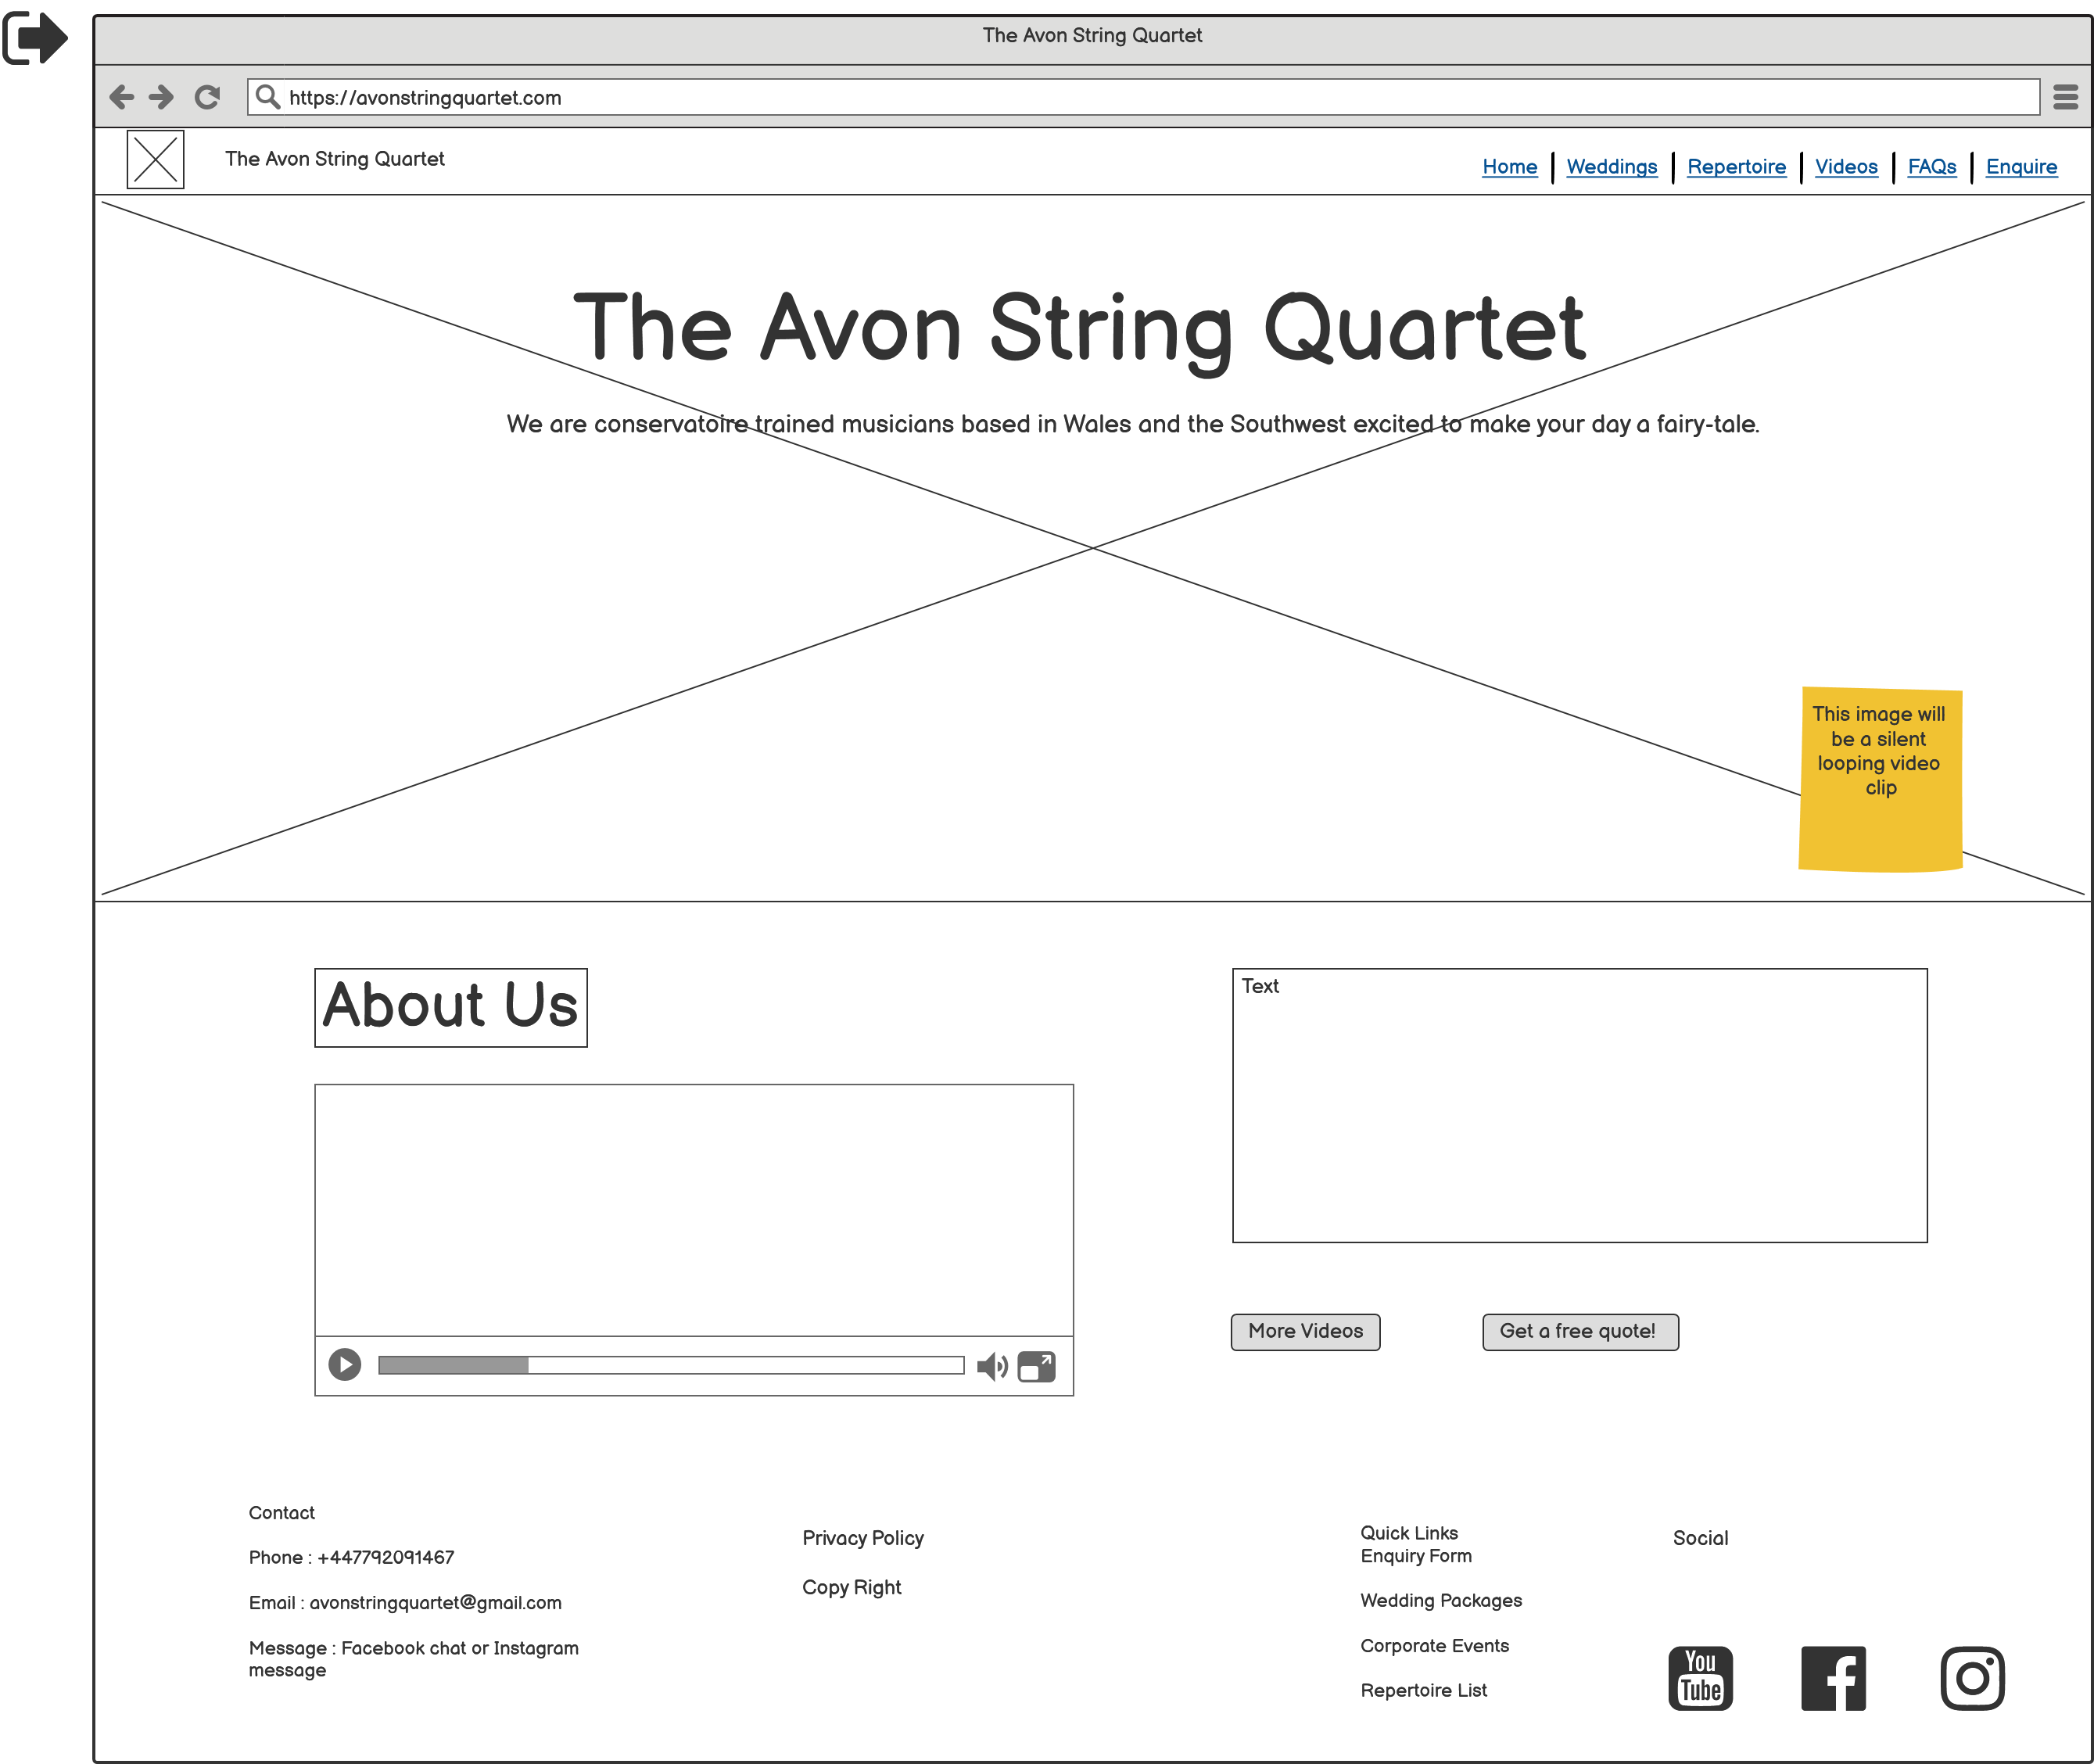 The Avon String Quartet
https://avonstringquartet.com
The Avon String Quartet
Home
Weddings
Repertoire
Videos
FAQs
Enquire
The Avon String Quartet
We are conservatoire trained musicians based in Wales and the Southwest excited to make your day a fairy-tale.
This image will
be a silent
looping video
clip
About Us
Text
More Videos
Get a free quote!
Contact
Phone : +447792091467
Email : avonstringquartet@gmail.com
Message : Facebook chat or Instagram
message
Privacy Policy
Copy Right
Quick Links
Enquiry Form
Wedding Packages
Corporate Events
Repertoire List
Social
You
Tube